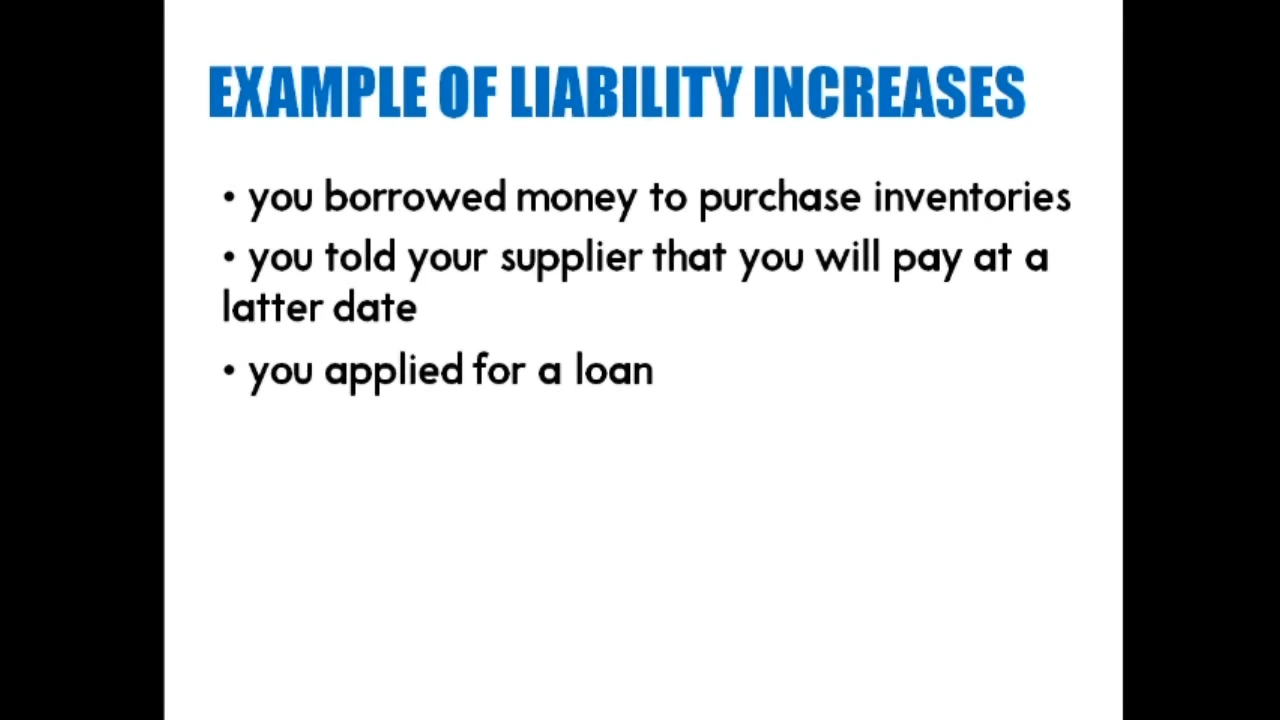 EXAMPLE OF LIABILITY INCREASES
• you borrowed money to purchase inventories
• you told your supplier that you will pay at a
latter date
• you applied for a loan